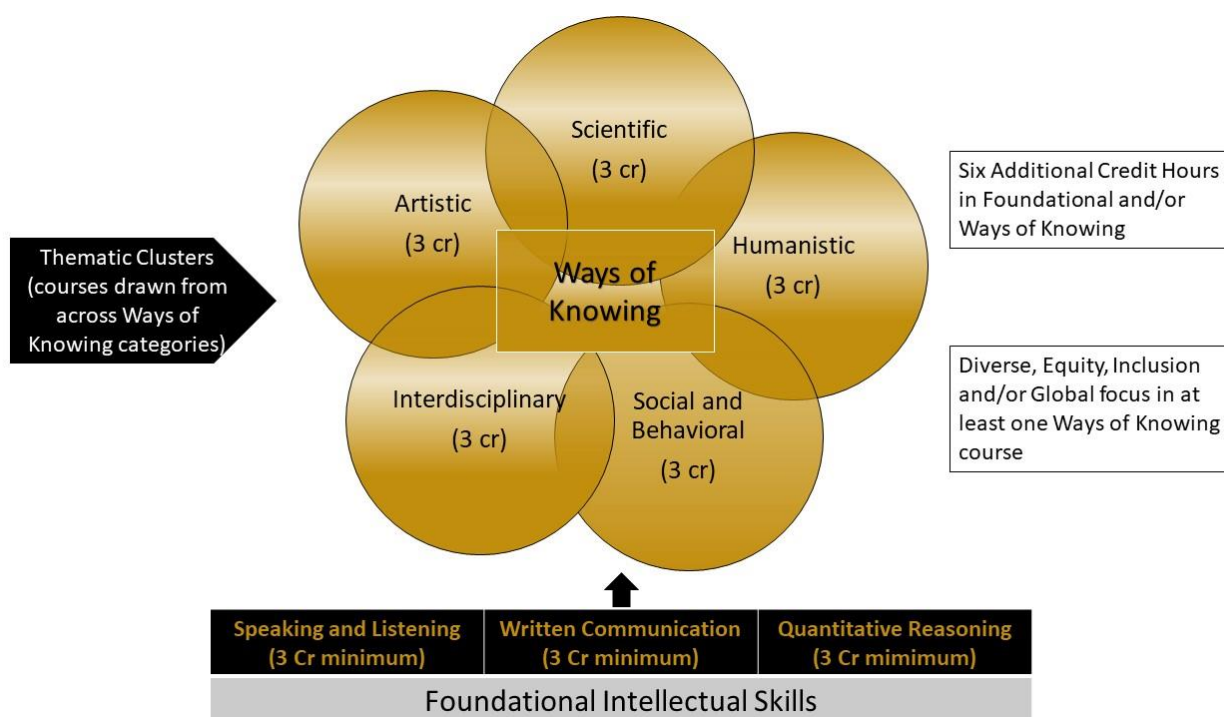 Scientific
(3 cr)
Artistic
(3 cr)
Humanistic
(3 cr)
Ways of
Knowing
Interdisciplinary
(3 cr)
Social and
Behavioral
(3 cr)
Thematic Clusters
(courses drawn from
across Ways of
Knowing categories)
Six Additional Credit Hours
in Foundational and/or
Ways of Knowing
Diverse, Equity, Inclusion
and/or Global focus in at
least one Ways of Knowing
course
Speaking and Listening
(3 Cr minimum)
Written Communication
(3 Cr minimum)
Quantitative Reasoning
(3 Cr mimimum)
Foundational Intellectual Skills